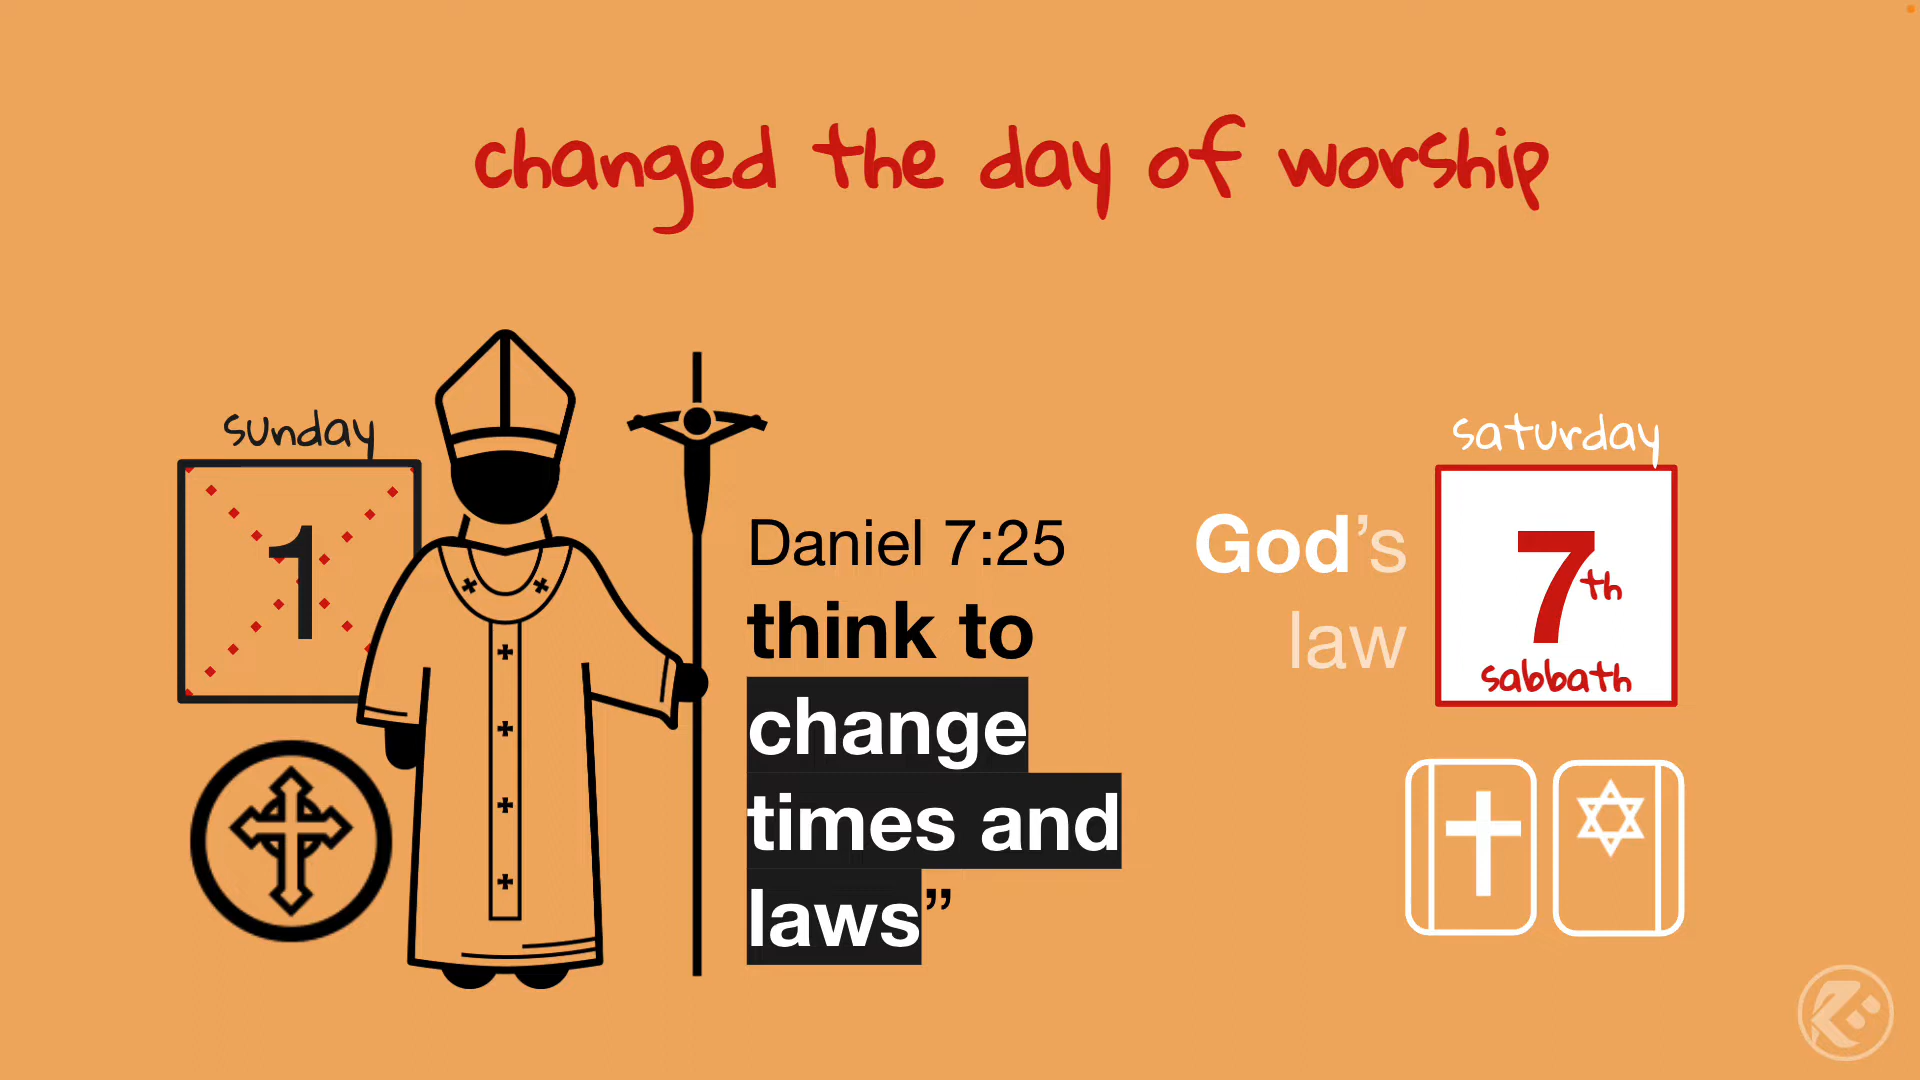 changed the day of worship
sunday
1
Daniel 7:25
think to
change
times and
laws”
God’s
law
saturday
7th
sabbath